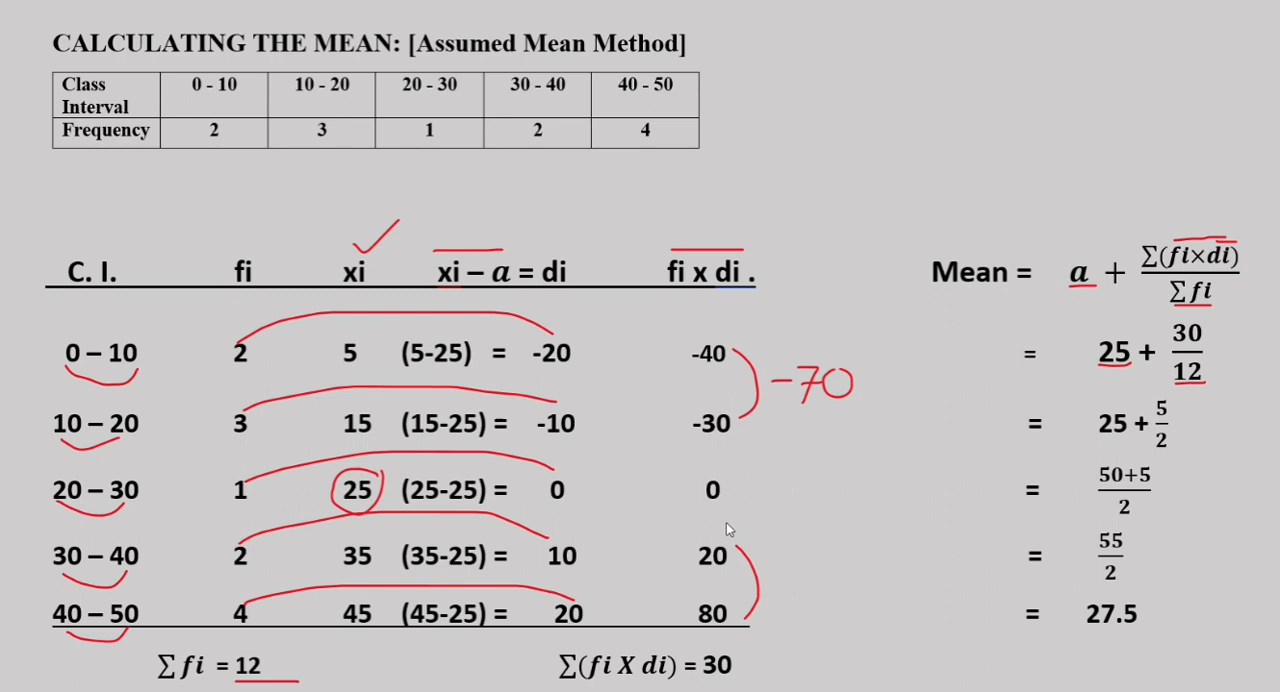 CALCULATING THE MEAN: [Assumed Mean Method]
Class Interval 0 - 10 10 - 20 20 - 30 30 - 40 40 - 50
Frequency 2 3 1 2 4
C. I. fi xi xi – a = di fi x di . Mean = a + Σ(fi×di)/Σfi
0 – 10 2 5 (5-25) = -20 -40 = 25 + 30/12
-70
10 – 20 3 15 (15-25) = -10 -30 = 25 + 5/2
20 – 30 1 25 (25-25) = 0 0 = 50+5/2
30 – 40 2 35 (35-25) = 10 20 = 55/2
40 – 50 4 45 (45-25) = 20 80 = 27.5
Σfi = 12 Σ(fi X di) = 30